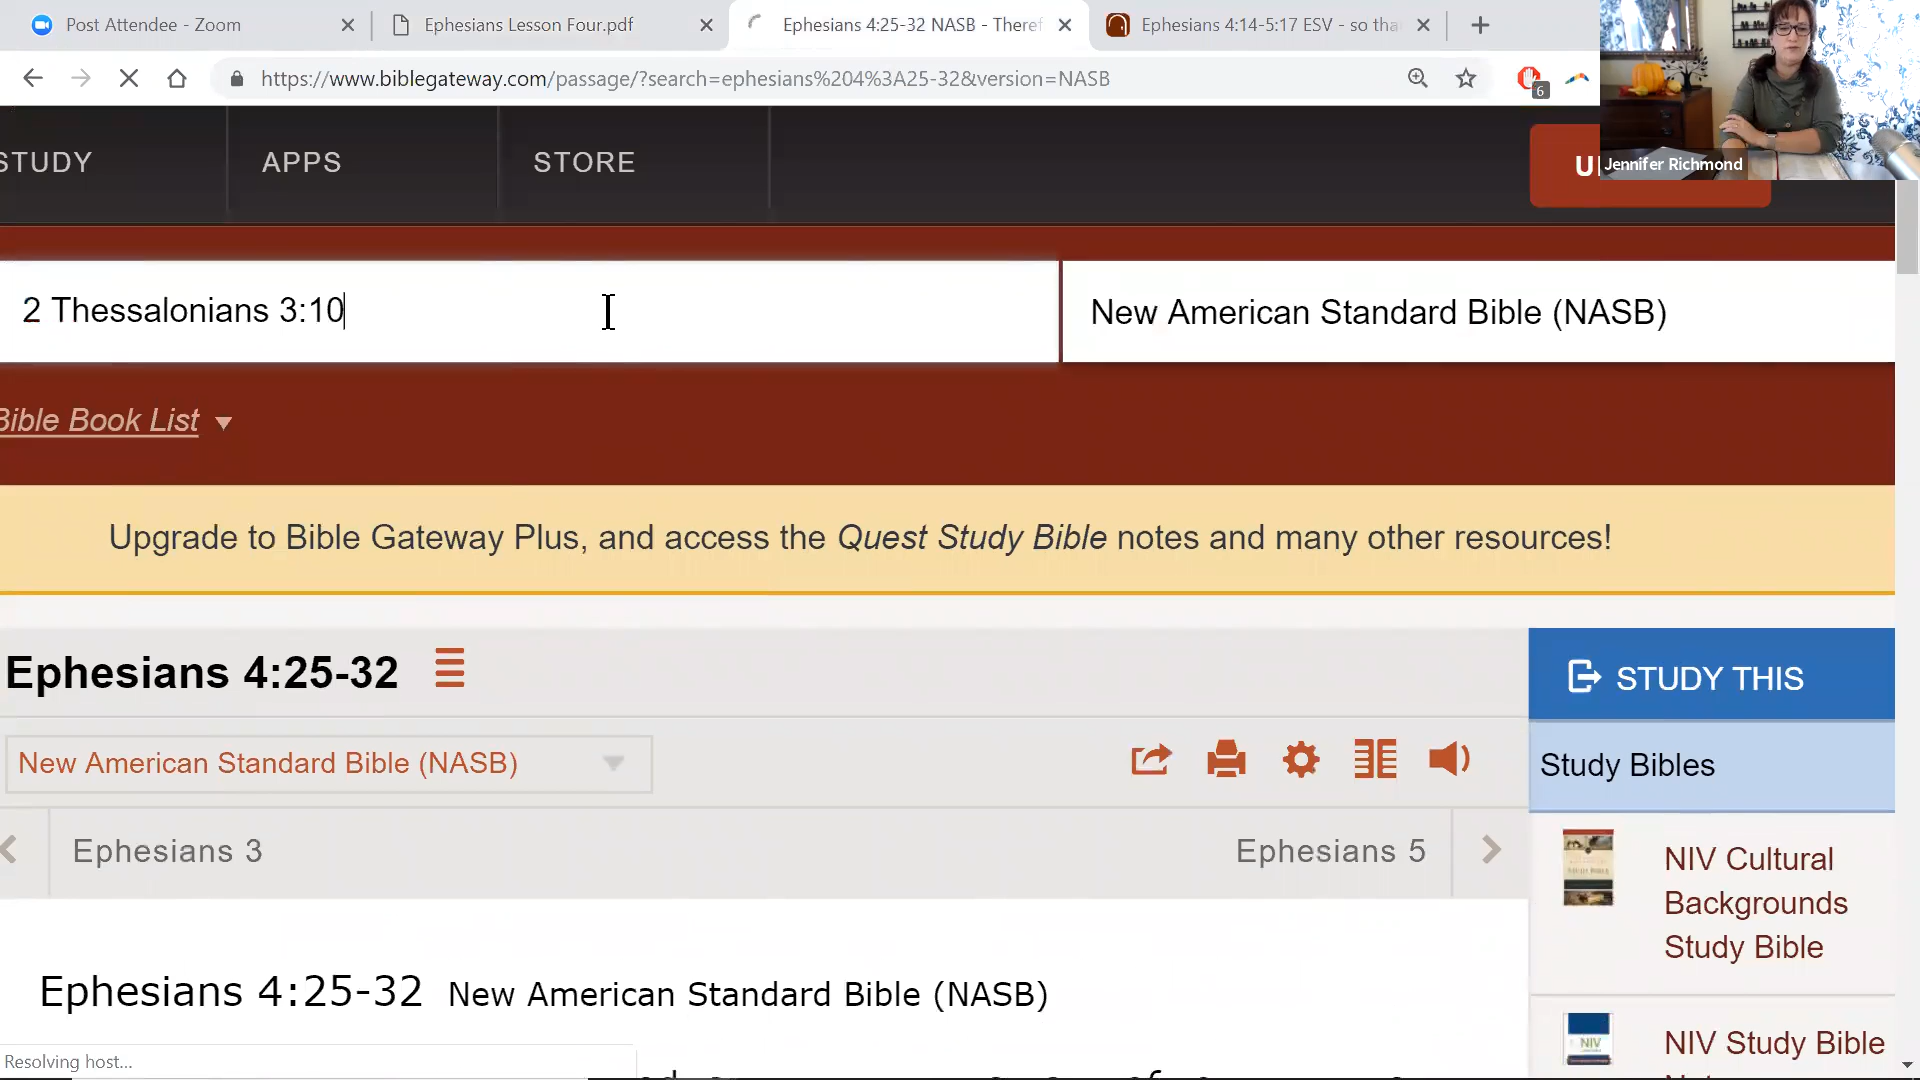 Post Attendee - Zoom
Ephesians Lesson Four.pdf
Ephesians 4:25-32 NASB - Theref
Ephesians 4:14-5:17 ESV - so tha
https://www.biblegateway.com/passage/?search=ephesians%204%3A25-32&version=NASB
6
STUDY
APPS
STORE
Jennifer Richmond
2 Thessalonians 3:10
New American Standard Bible (NASB)
Bible Book List
Upgrade to Bible Gateway Plus, and access the Quest Study Bible notes and many other resources!
Ephesians 4:25-32
STUDY THIS
New American Standard Bible (NASB)
Study Bibles
Ephesians 3
Ephesians 5
NIV Cultural
Backgrounds
Study Bible
Ephesians 4:25-32 New American Standard Bible (NASB)
NIV
NIV Study Bible
Resolving host...